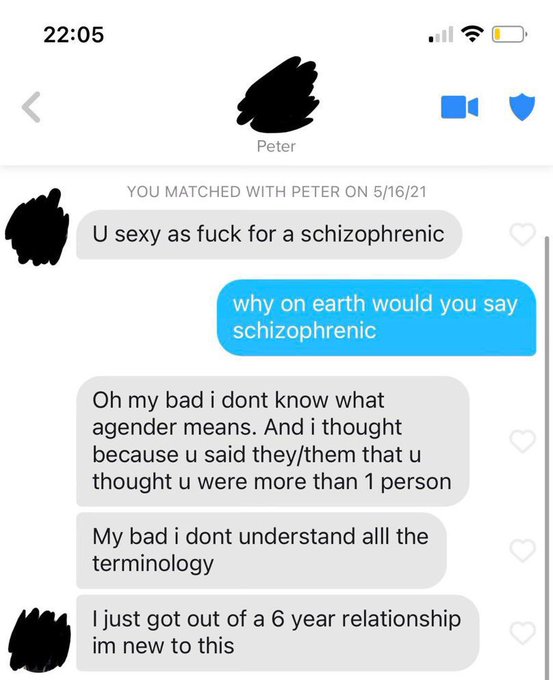 22:05
Peter
YOU MATCHED WITH PETER ON 5/16/21
U sexy as fuck for a schizophrenic
why on earth would you say
schizophrenic
Oh my bad i dont know what
agender means. And i thought
because u said they/them that u
thought u were more than 1 person
My bad i dont understand alll the
terminology
I just got out of a 6 year relationship
im new to this